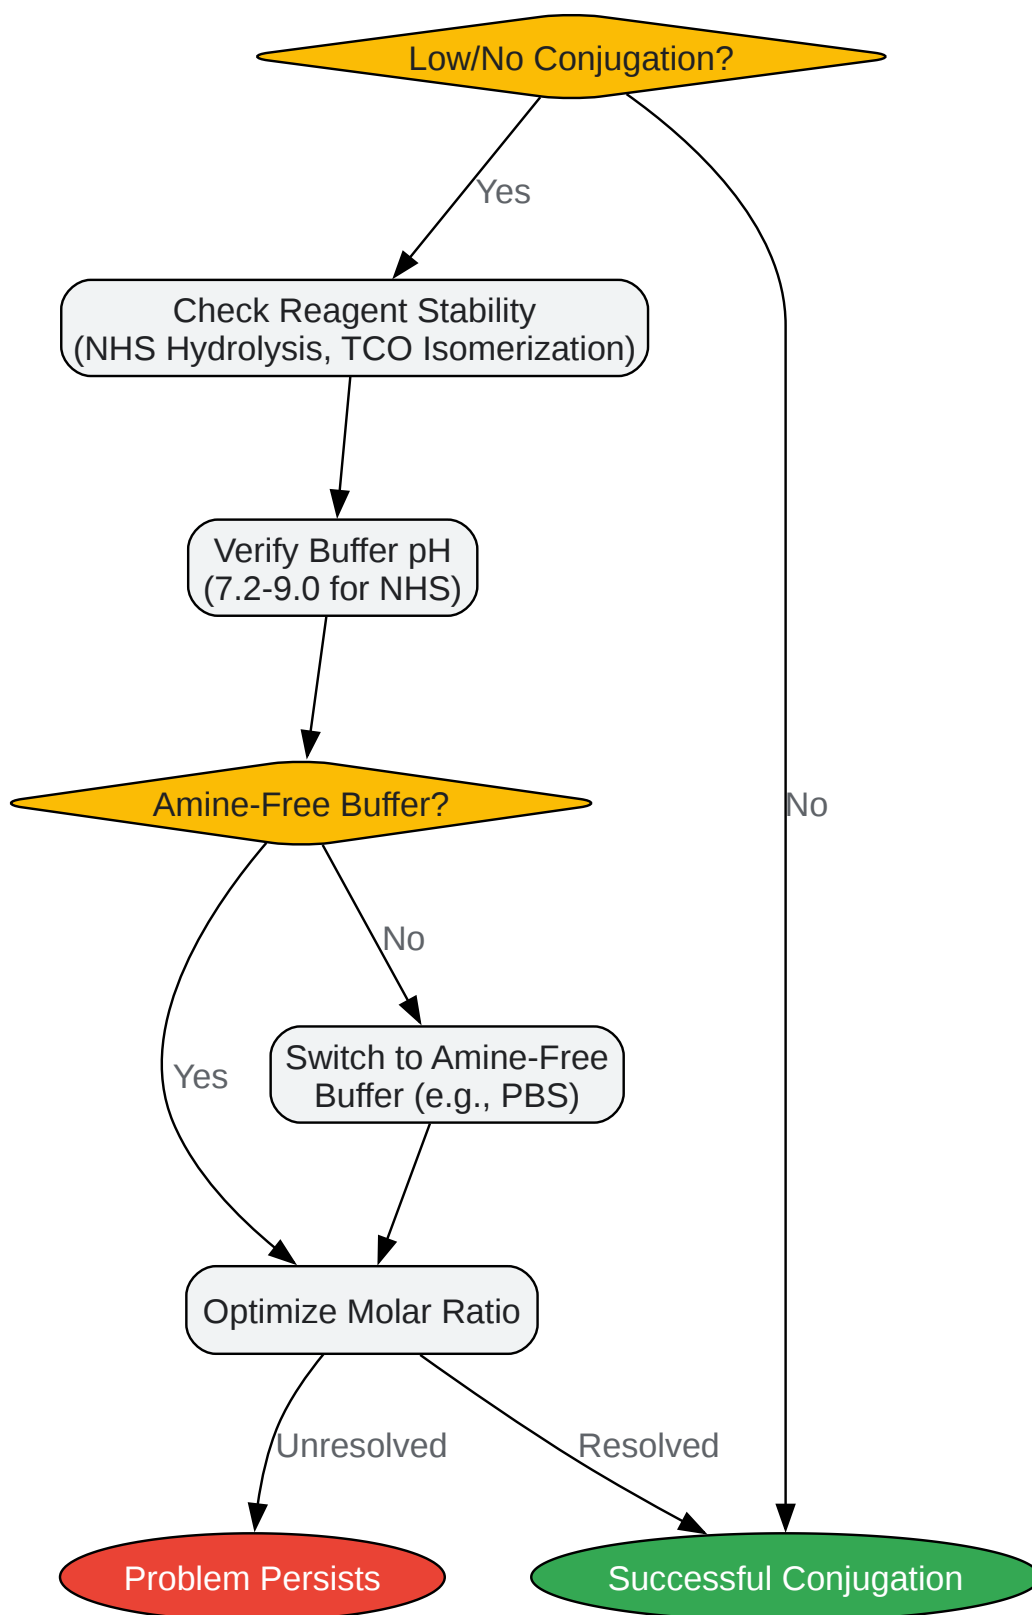 Low/No Conjugation?
Yes
Check Reagent Stability
(NHS Hydrolysis, TCO Isomerization)
Verify Buffer pH
(7.2-9.0 for NHS)
Amine-Free Buffer?
No
No
Switch to Amine-Free
Buffer (e.g., PBS)
Yes
Optimize Molar Ratio
Unresolved
Resolved
Problem Persists
Successful Conjugation